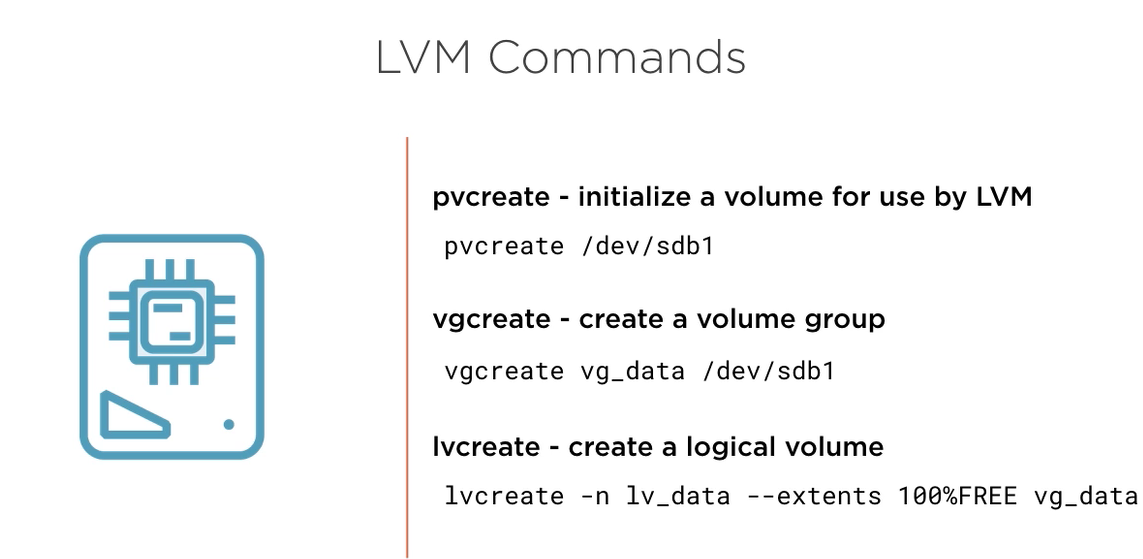 LVM Commands
pvcreate - initialize a volume for use by LVM
pvcreate /dev/sdb1
vgcreate - create a volume group
vgcreate vg_data /dev/sdb1
lvcreate - create a logical volume
lvcreate -n lv_data --extents 100%FREE vg_data